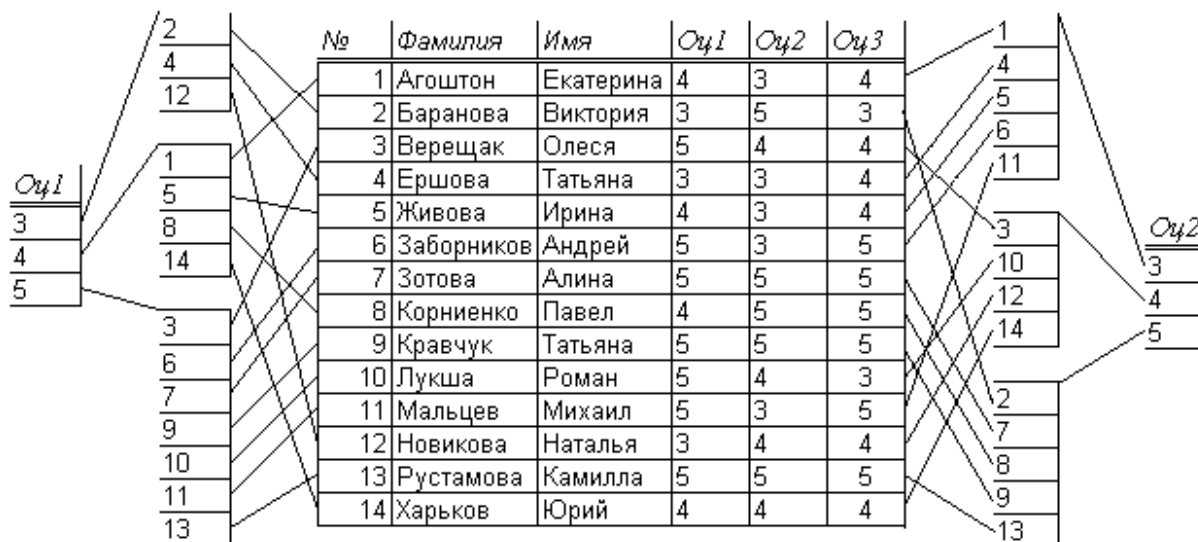 2
4
12
1
5
8
14
Оц1
3
4
5
3
6
7
9
10
11
13
№ Фамилия Имя Оц1 Оц2 Оц3
1 Агоштон Екатерина 4 3 4
2 Баранова Виктория 3 5 3
3 Верещак Олеся 5 4 4
4 Ершова Татьяна 3 3 4
5 Живова Ирина 4 3 4
6 Заборников Андрей 5 3 5
7 Зотова Алина 5 5 5
8 Корниенко Павел 4 5 5
9 Кравчук Татьяна 5 5 5
10 Лукша Роман 5 4 3
11 Мальцев Михаил 5 3 5
12 Новикова Наталья 3 4 4
13 Рустамова Камилла 5 5 5
14 Харьков Юрий 4 4 4
1
4
5
6
11
3
10
12
14
2
7
8
9
13
Оц2
3
4
5